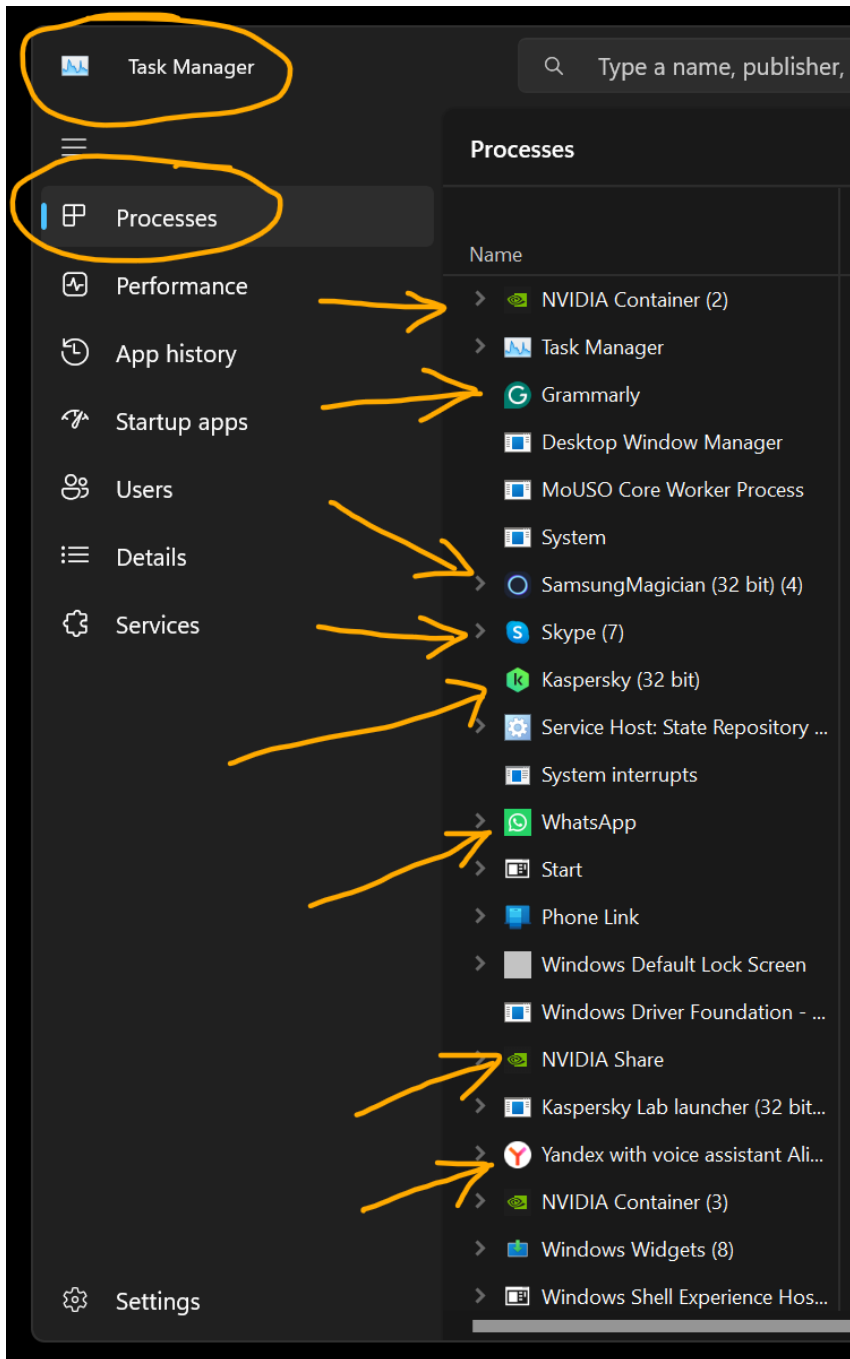 Task Manager
Type a name, publisher,
Processes
Performance
App history
Startup apps
Users
Details
Services
Settings
Processes
Name
NVIDIA Container (2)
Task Manager
Grammarly
Desktop Window Manager
MoUSO Core Worker Process
System
SamsungMagician (32 bit) (4)
Skype (7)
Kaspersky (32 bit)
Service Host: State Repository ...
System interrupts
WhatsApp
Start
Phone Link
Windows Default Lock Screen
Windows Driver Foundation - ...
NVIDIA Share
Kaspersky Lab launcher (32 bit...
Yandex with voice assistant Ali...
NVIDIA Container (3)
Windows Widgets (8)
Windows Shell Experience Hos...